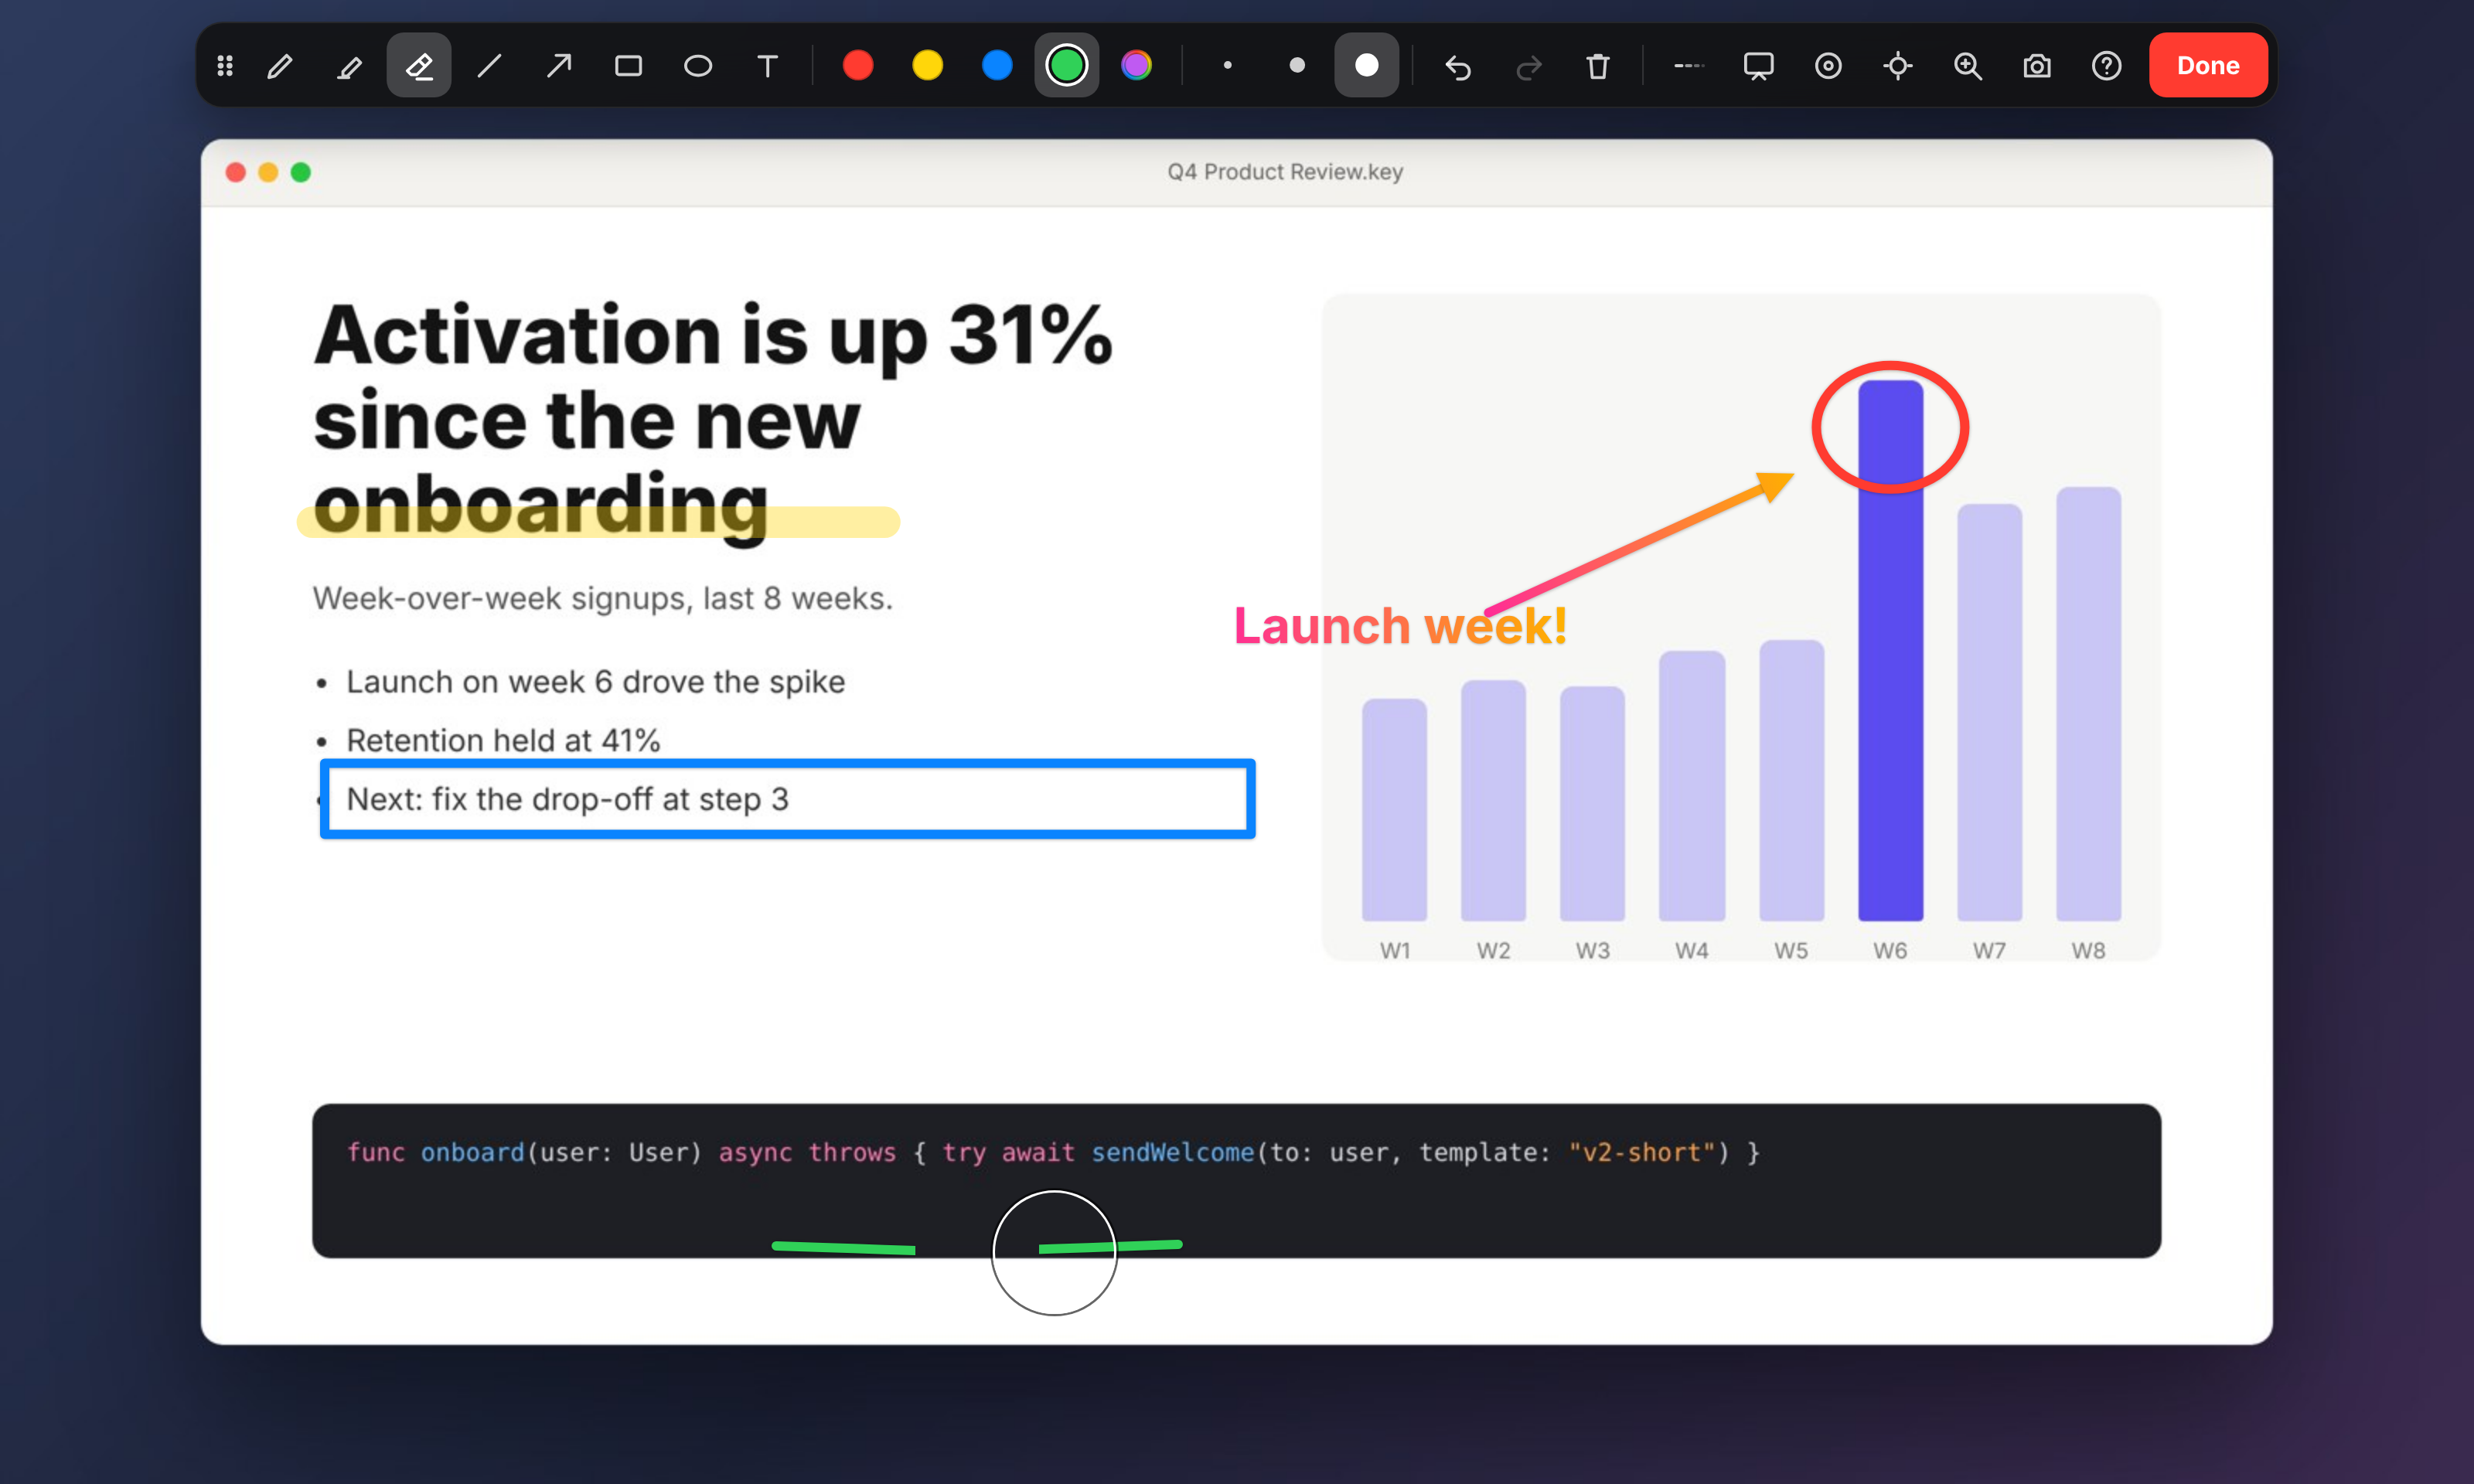 Done
Q4 Product Review.key
Activation is up 31%
since the new
onboarding
Week-over-week signups, last 8 weeks.
• Launch on week 6 drove the spike
• Retention held at 41%
• Next: fix the drop-off at step 3
Launch week!
W1 W2 W3 W4 W5 W6 W7 W8
func onboard(user: User) async throws { try await sendWelcome(to: user, template: "v2-short") }